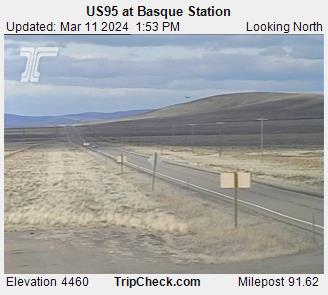 US95 at Basque Station
Updated: Mar 11 2024 1:53 PM Looking North
Elevation 4460 TripCheck.com Milepost 91.62